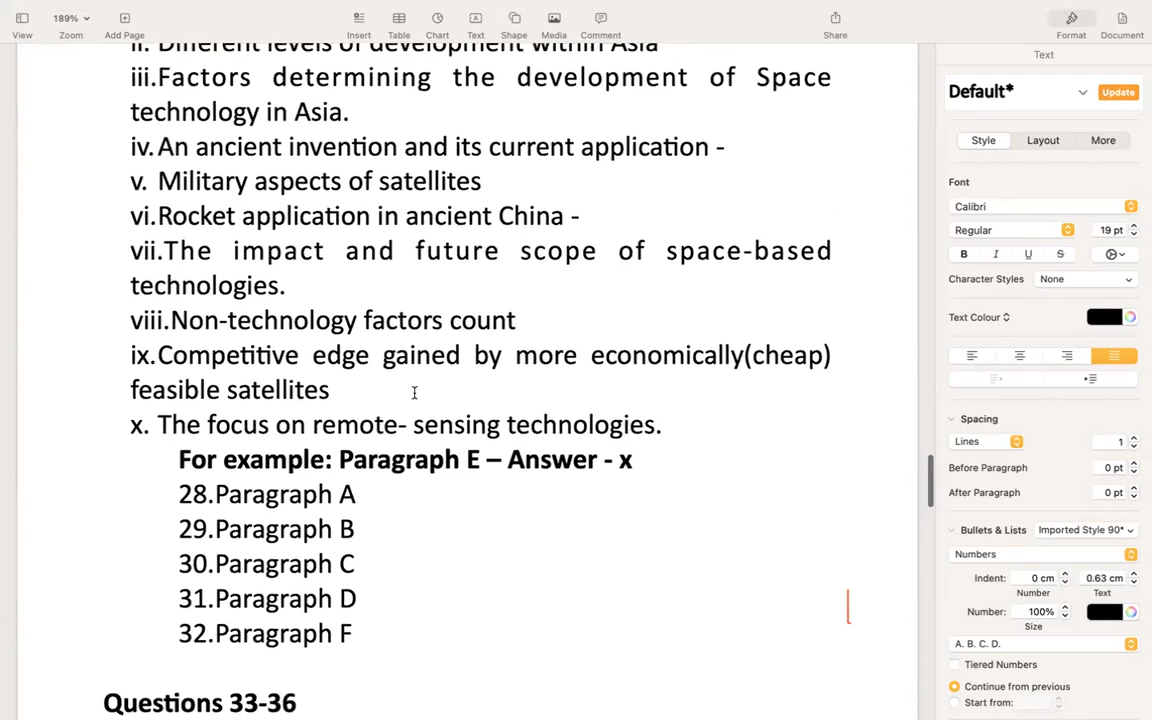 189%
View
Zoom
Add Page
Insert
Table
Chart
Text
Shape
Media
Comment
Share
Format
Document
ii. Different levels of development within Asia
iii.Factors determining the development of Space
technology in Asia.
iv.An ancient invention and its current application -
v. Military aspects of satellites
vi.Rocket application in ancient China -
vii.The impact and future scope of space-based
technologies.
viii.Non-technology factors count
ix.Competitive edge gained by more economically(cheap)
feasible satellites
x. The focus on remote- sensing technologies.
For example: Paragraph E – Answer - x
28.Paragraph A
29.Paragraph B
30.Paragraph C
31.Paragraph D
32.Paragraph F
Questions 33-36
Text
Default*
Update
Style
Layout
More
Font
Calibri
Regular
19 pt
B I U S
Character Styles
None
Text Colour
Spacing
Lines
1
Before Paragraph
0 pt
After Paragraph
0 pt
Bullets & Lists
Imported Style 90*
Numbers
Indent:
0 cm
0.63 cm
Number
Text
Number:
100%
Size
A. B. C. D.
Tiered Numbers
Continue from previous
Start from: